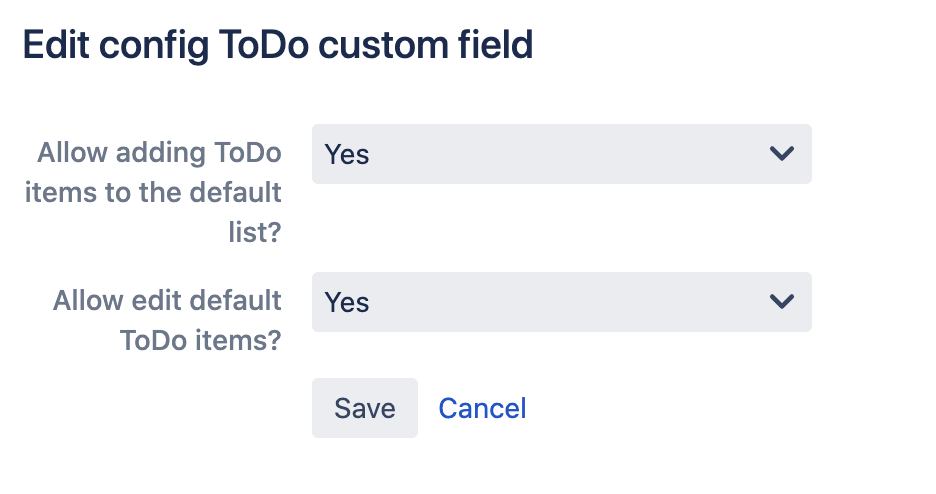 Edit config ToDo custom field
Allow adding ToDo
items to the default
list?
Yes
Allow edit default
ToDo items?
Yes
Save
Cancel